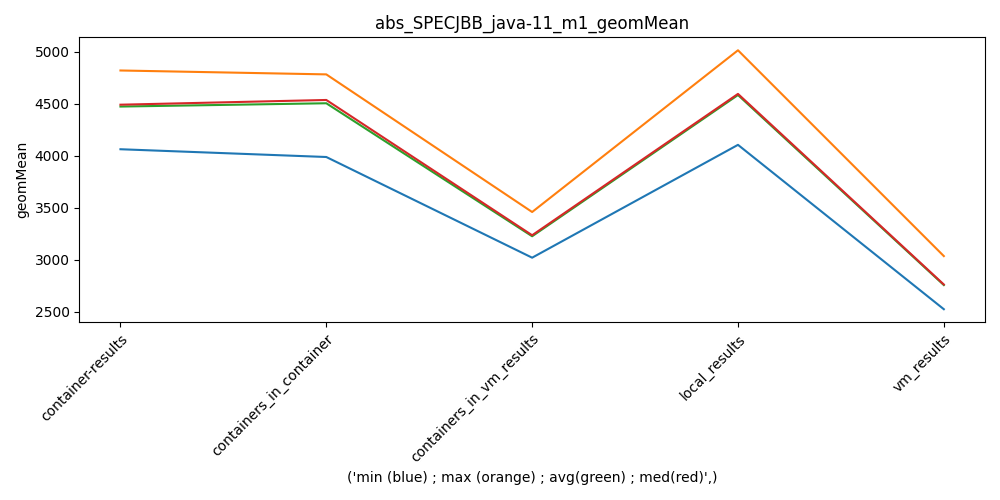 abs_SPECJBB_java-11_m1_geomMean
geomMean
5000
4500
4000
3500
3000
2500
container-results
containers_in_container
containers_in_vm_results
local_results
vm_results
('min (blue) ; max (orange) ; avg(green) ; med(red)',)